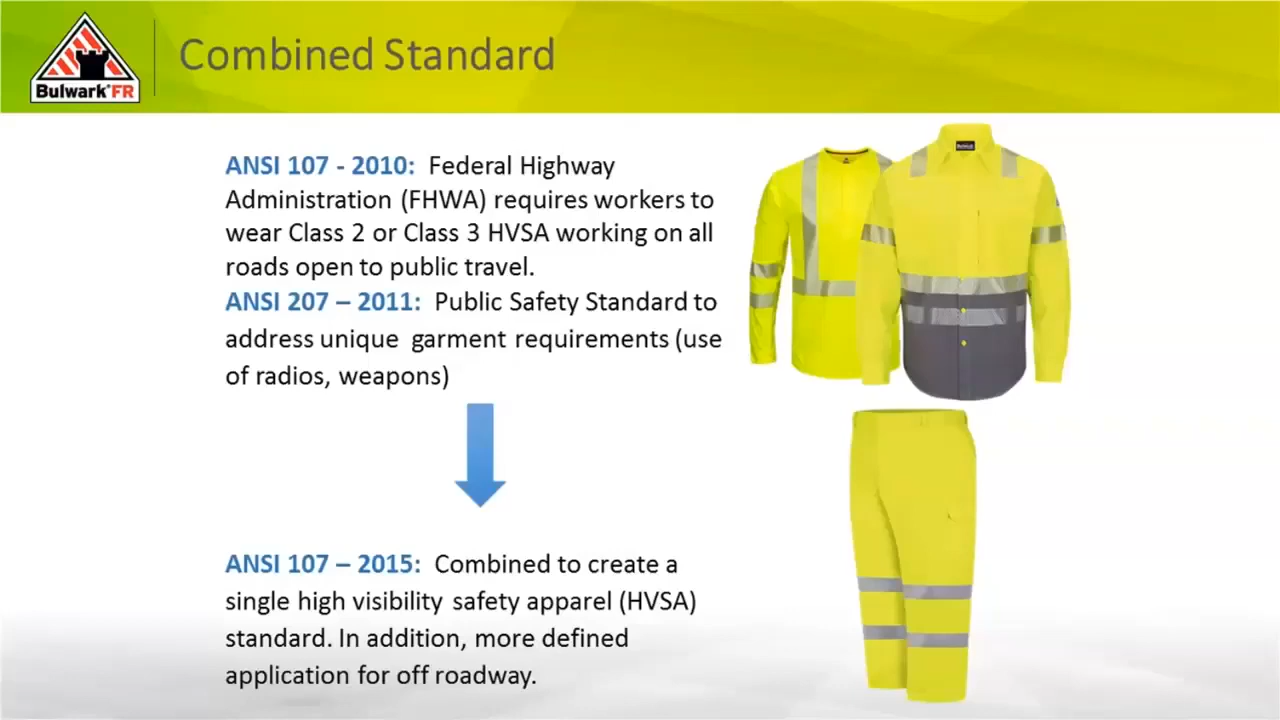 Bulwark®FR
Combined Standard
ANSI 107 - 2010: Federal Highway
Administration (FHWA) requires workers to
wear Class 2 or Class 3 HVSA working on all
roads open to public travel.
ANSI 207 – 2011: Public Safety Standard to
address unique garment requirements (use
of radios, weapons)
ANSI 107 – 2015: Combined to create a
single high visibility safety apparel (HVSA)
standard. In addition, more defined
application for off roadway.